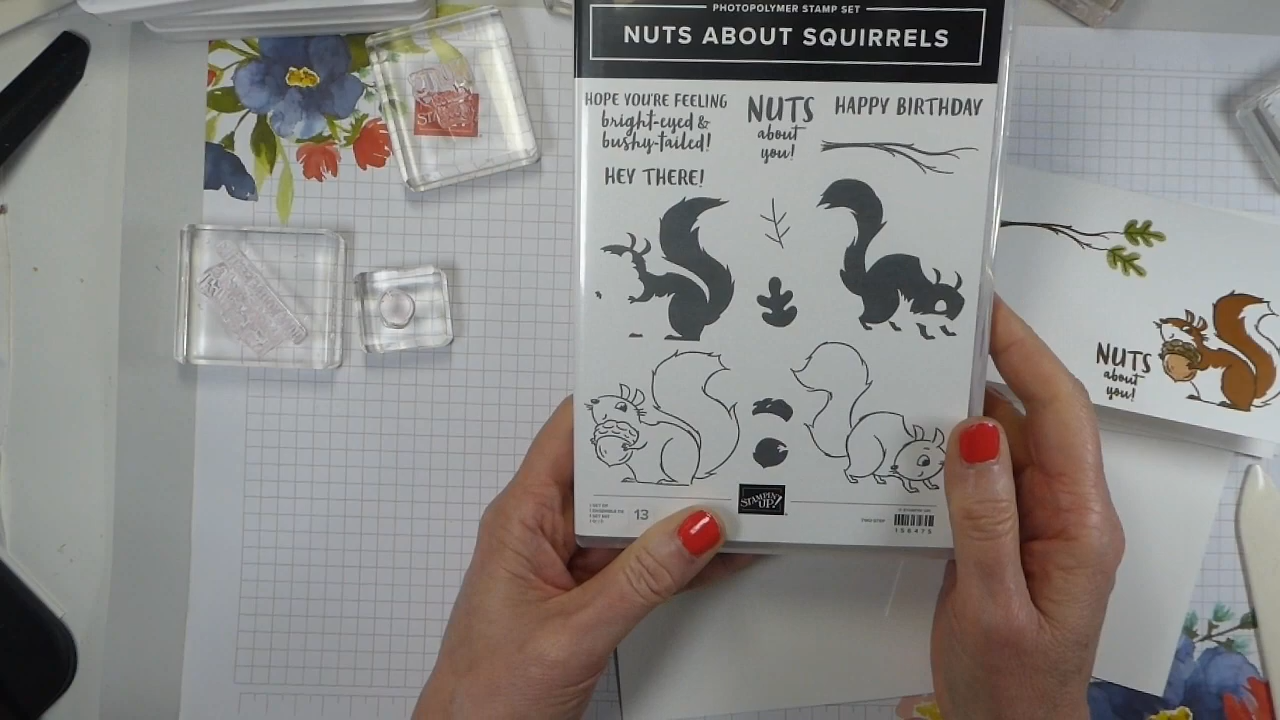 PHOTOPOLYMER STAMP SET
NUTS ABOUT SQUIRRELS
HOPE YOU'RE FEELING
bright-eyed &
bushy-tailed!
NUTS
about
you!
HAPPY BIRTHDAY
HEY THERE!
STAMPIN' UP!
13
NUTS
about
you!